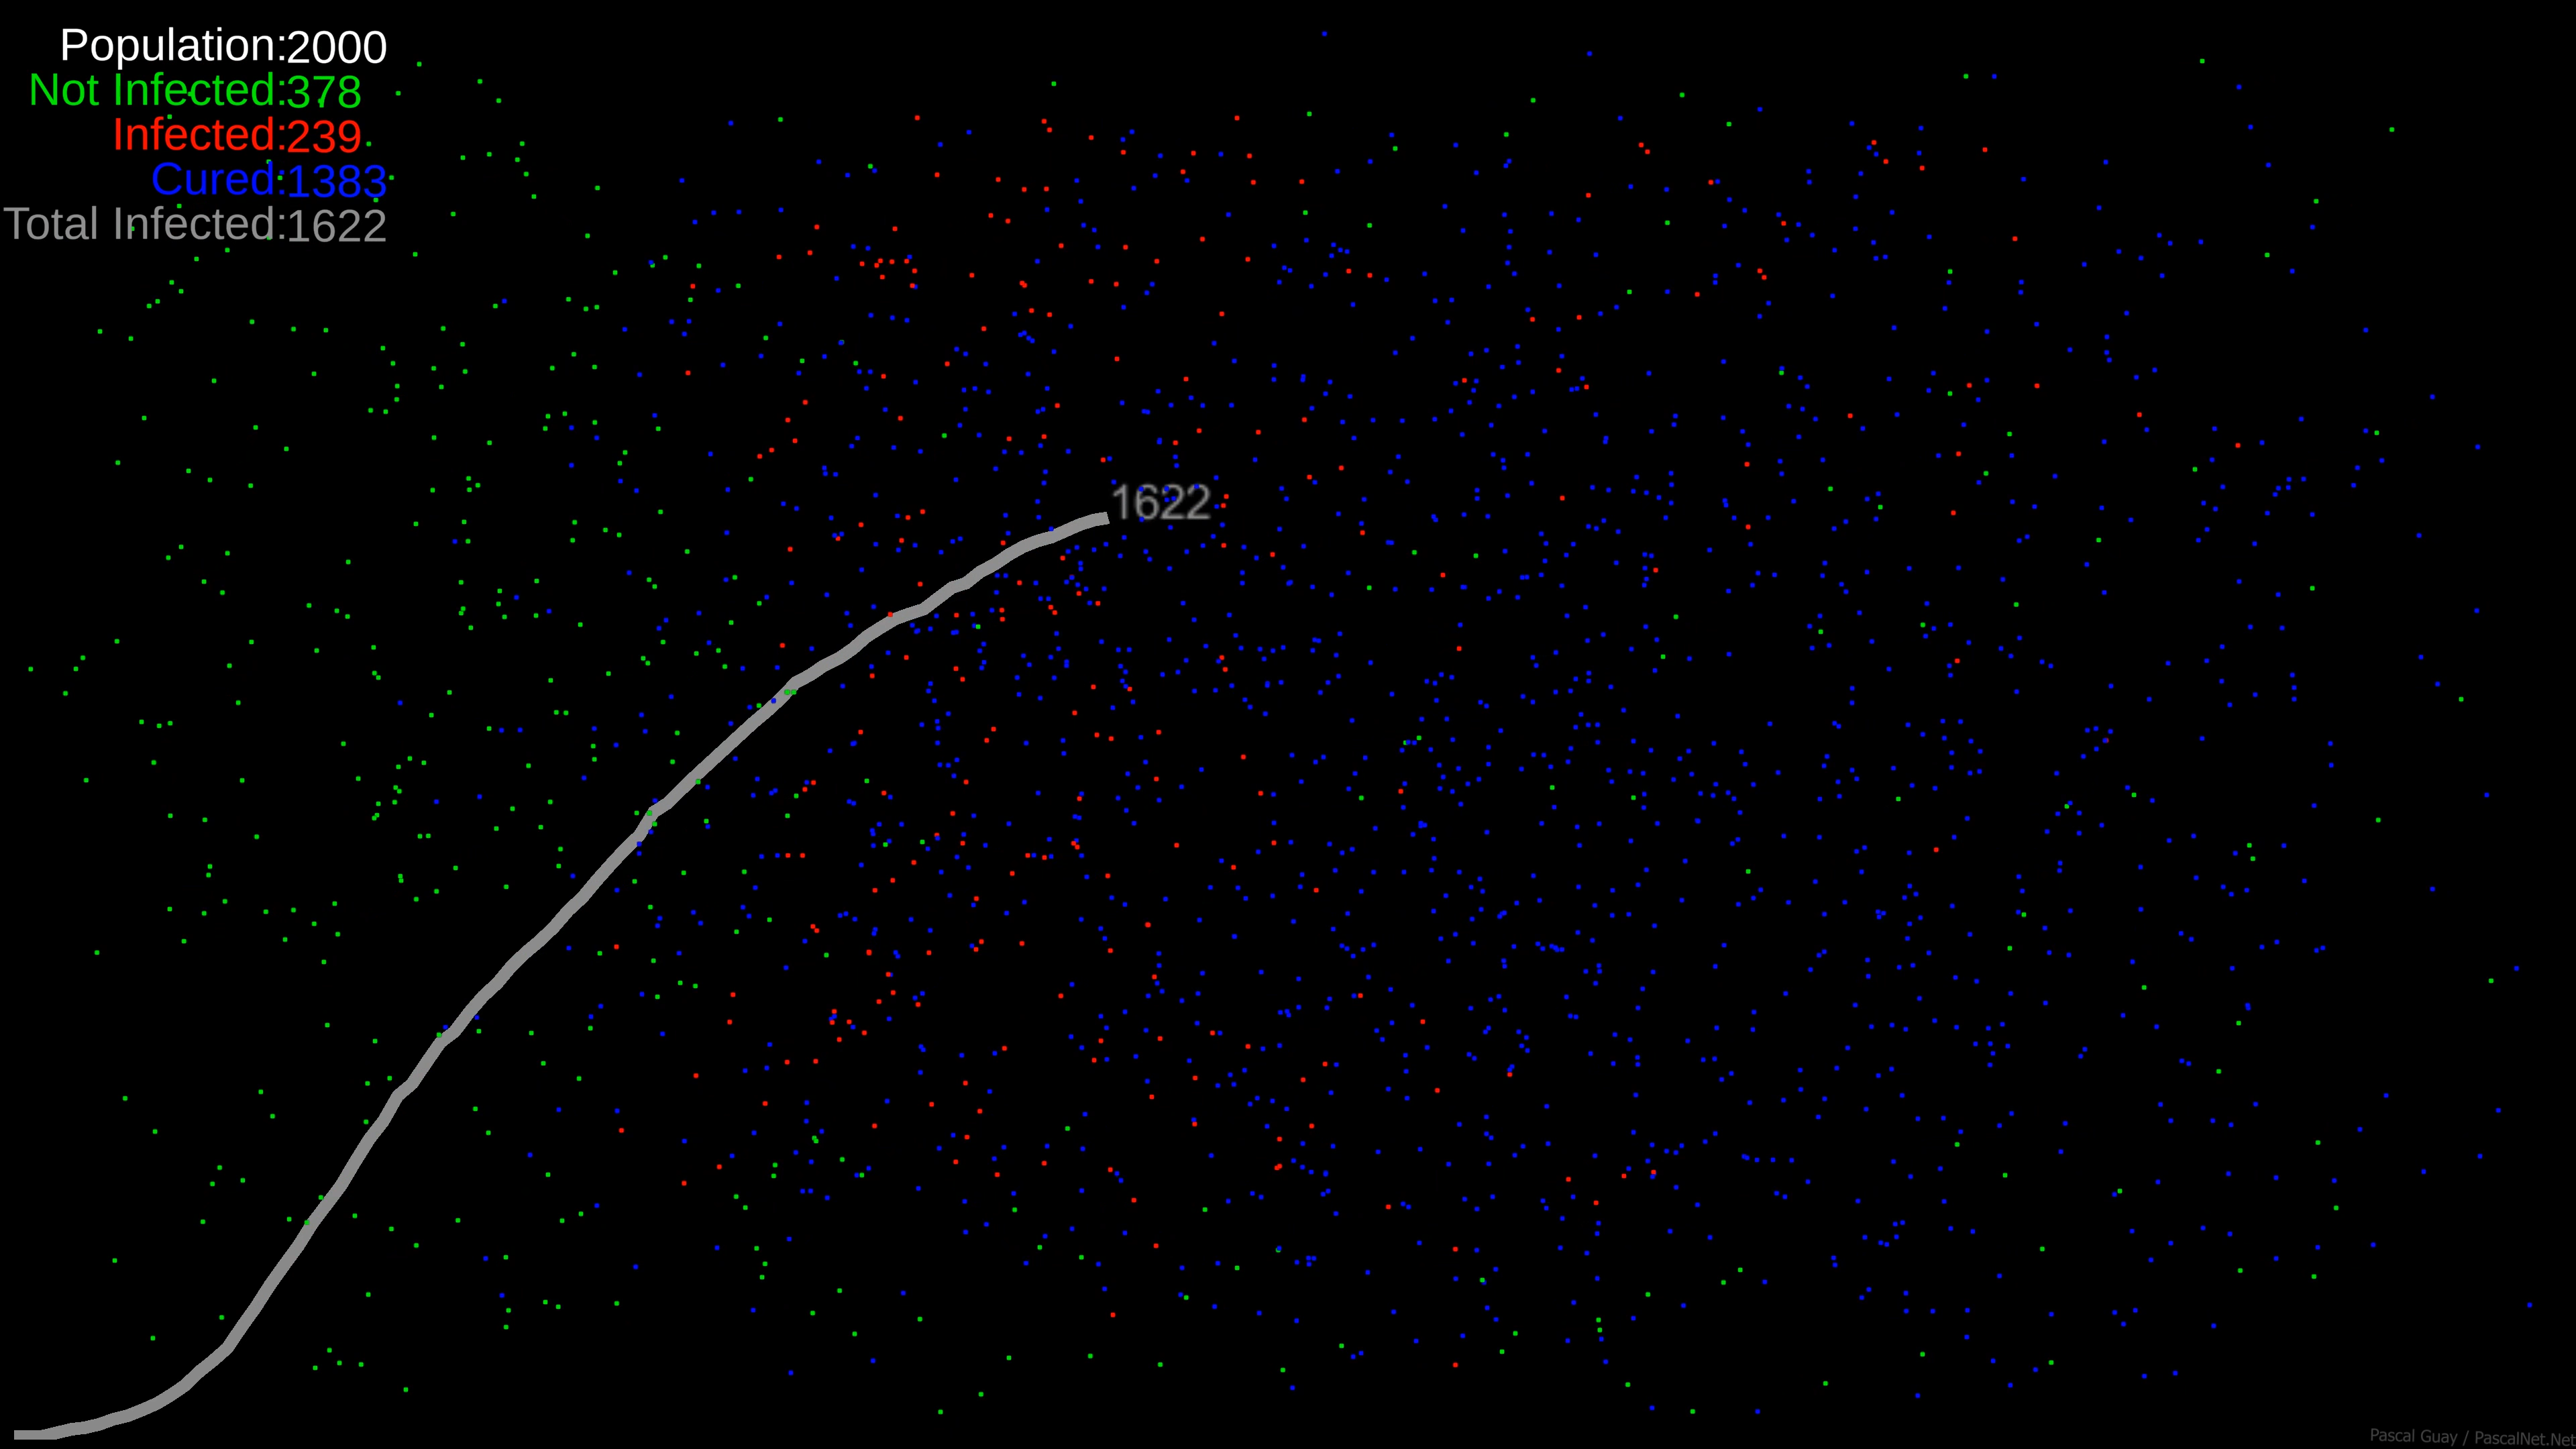 Population:2000
Not Infected:378
Infected:239
Cured:1383
Total Infected:1622
1622
Pascal Guay / PascalNet.Net